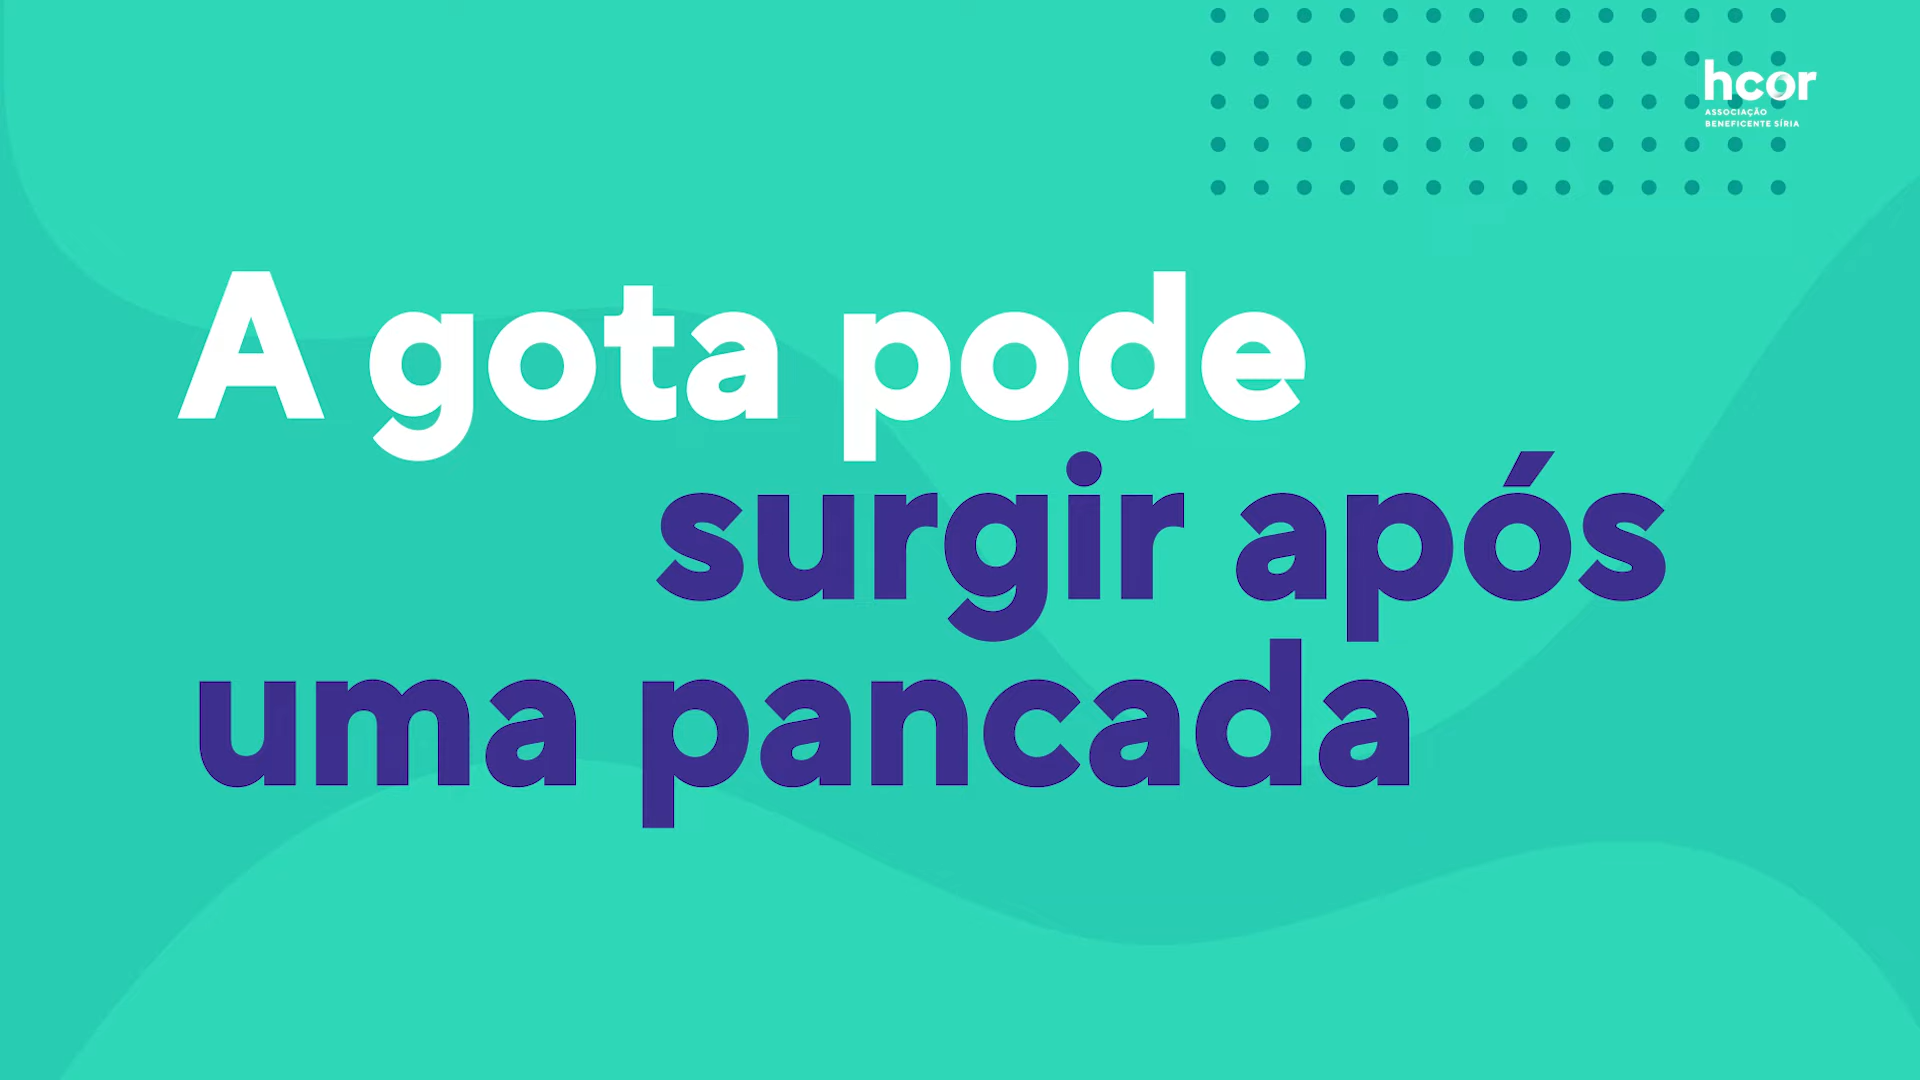 hcor
ASSOCIAÇÃO
BENEFICENTE SÍRIA
A gota pode
surgir após
uma pancada